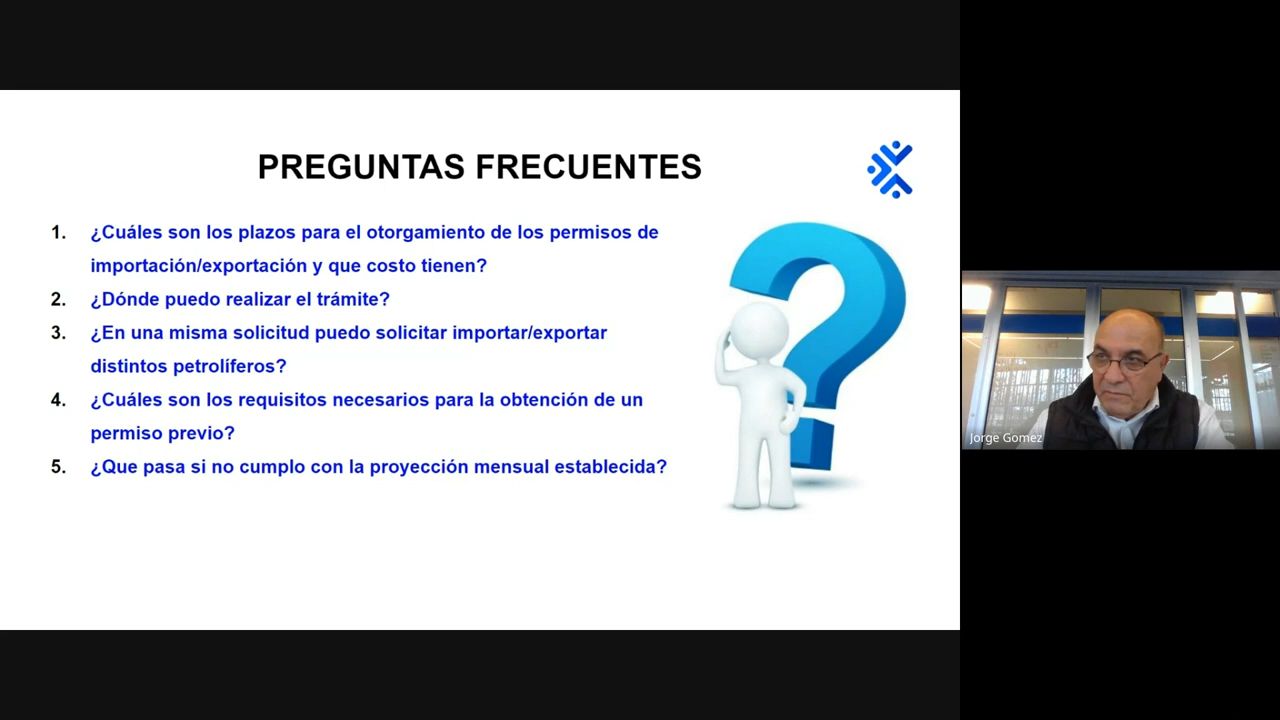 PREGUNTAS FRECUENTES
1. ¿Cuáles son los plazos para el otorgamiento de los permisos de
importación/exportación y que costo tienen?
2. ¿Dónde puedo realizar el trámite?
3. ¿En una misma solicitud puedo solicitar importar/exportar
distintos petrolíferos?
4. ¿Cuáles son los requisitos necesarios para la obtención de un
permiso previo?
5. ¿Que pasa si no cumplo con la proyección mensual establecida?
Jorge Gomez